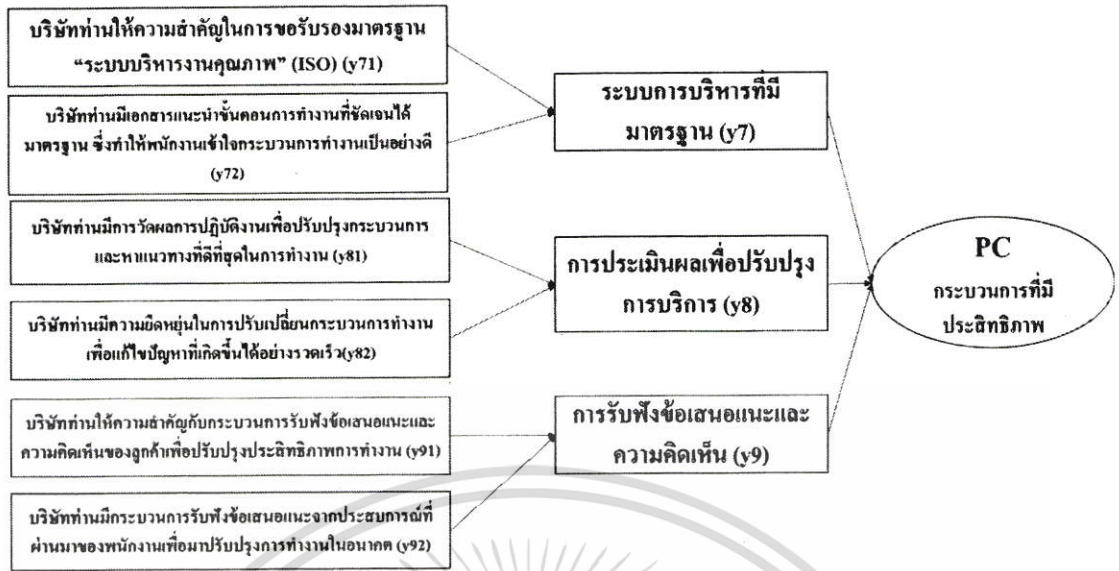 บริษัทท่านให้ความสำคัญในการขอรับรองมาตรฐาน
“ระบบบริหารงานคุณภาพ” (ISO) (y71)
บริษัทท่านมีเอกสารแนะนำขั้นตอนการทำงานที่ชัดเจนได้
มาตรฐาน ซึ่งทำให้พนักงานเข้าใจกระบวนการทำงานเป็นอย่างดี
(y72)
บริษัทท่านมีการวัดผลการปฏิบัติงานเพื่อปรับปรุงกระบวนการ
และหาแนวทางที่ดีที่สุดในการทำงาน (y81)
บริษัทท่านมีความยืดหยุ่นในการปรับเปลี่ยนกระบวนการทำงาน
เพื่อแก้ไขปัญหาที่เกิดขึ้นได้อย่างรวดเร็ว(y82)
บริษัทท่านให้ความสำคัญกับกระบวนการรับฟังข้อเสนอแนะและ
ความคิดเห็นของลูกค้าเพื่อปรับปรุงประสิทธิภาพการทำงาน (y91)
บริษัทท่านมีกระบวนการรับฟังข้อเสนอแนะจากประสบการณ์ที่
ผ่านมาของพนักงานเพื่อมาปรับปรุงการทำงานในอนาคต (y92)
ระบบการบริหารที่มี
มาตรฐาน (y7)
การประเมินผลเพื่อปรับปรุง
การบริการ (y8)
การรับฟังข้อเสนอแนะและ
ความคิดเห็น (y9)
PC
กระบวนการที่มี
ประสิทธิภาพ